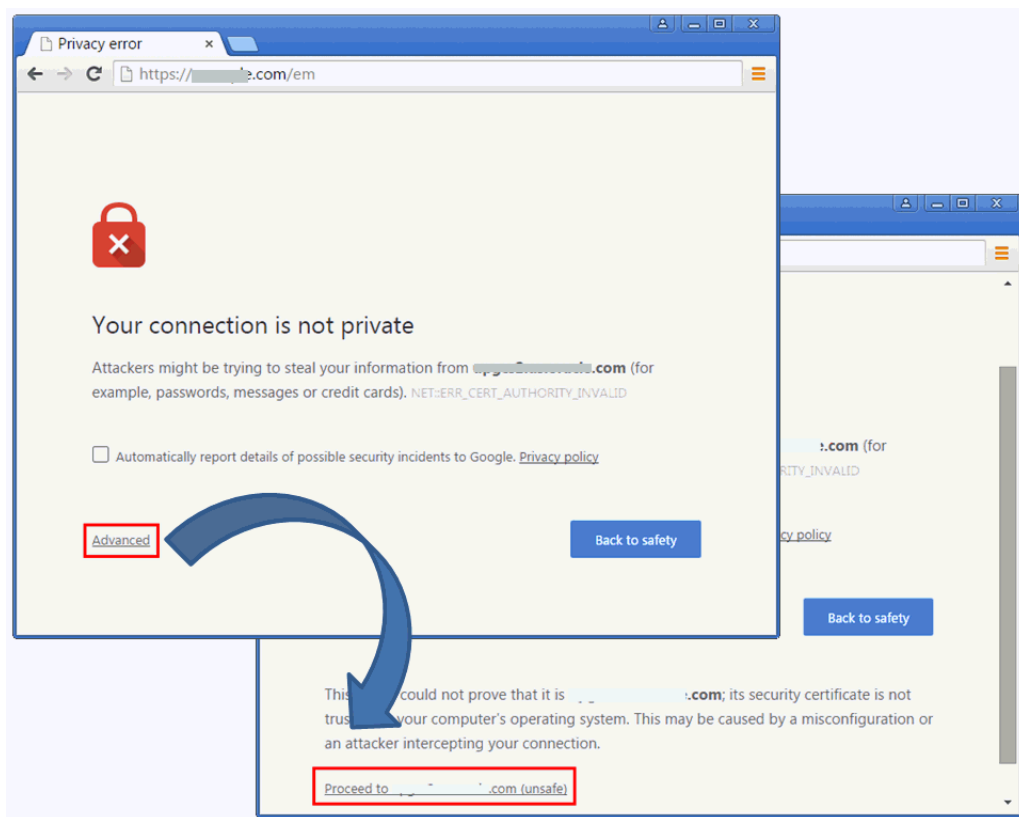 Privacy error
https:// .com/em
Your connection is not private
Attackers might be trying to steal your information from .com (for
example, passwords, messages or credit cards). NET::ERR_CERT_AUTHORITY_INVALID
Automatically report details of possible security incidents to Google. Privacy policy
Advanced
Back to safety
.com (for
RITY_INVALID
cy policy
Back to safety
This could not prove that it is .com; its security certificate is not
your computer's operating system. This may be caused by a misconfiguration or
an attacker intercepting your connection.
Proceed to .com (unsafe)